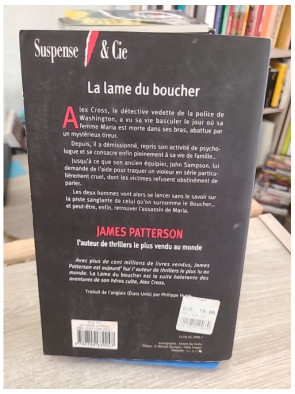 Suspense & Cie
La lame du boucher
Alex Cross, le détective vedette de la police de
Washington, a vu sa vie basculer le jour où sa
femme Maria est morte dans ses bras, abattue par
un mystérieux tireur.
Depuis, il a démissionné, repris son activité de psycho-
logue et se consacre enfin pleinement à sa vie de famille...
Jusqu'à ce que son ancien équipier, John Sampson, lui
demande de l'aide pour traquer un violeur en série particu-
lièrement cruel, dont les victimes refusent obstinément de
parler.
Les deux hommes vont alors se lancer sans le savoir sur
la piste sanglante de celui qu'on surnomme le Boucher...
et peut-être, enfin, retrouver l'assassin de Maria.
JAMES PATTERSON
l'auteur de thrillers le plus vendu au monde
Avec plus de cent millions de livres vendus, James
Patterson est aujourd'hui l'auteur de thrillers le plus lu au
monde. La Lame du boucher est la suite haletante des
aventures de son héros culte, Alex Cross.
Traduit de l'anglais (États-Unis) par Philippe